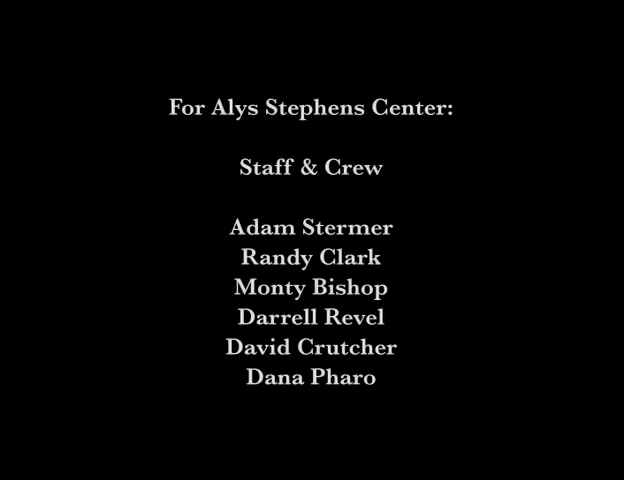 For Alys Stephens Center:
Staff & Crew
Adam Stermer
Randy Clark
Monty Bishop
Darrell Revel
David Crutcher
Dana Pharo